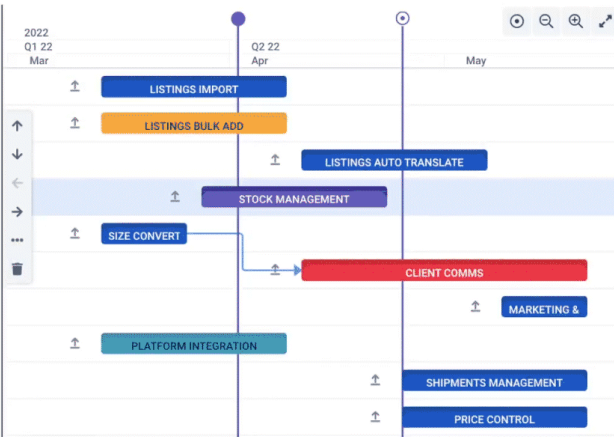 2022
Q1 22
Q2 22
Mar
Apr
May
LISTINGS IMPORT
LISTINGS BULK ADD
LISTINGS AUTO TRANSLATE
STOCK MANAGEMENT
SIZE CONVERT
CLIENT COMMS
MARKETING &
PLATFORM INTEGRATION
SHIPMENTS MANAGEMENT
PRICE CONTROL